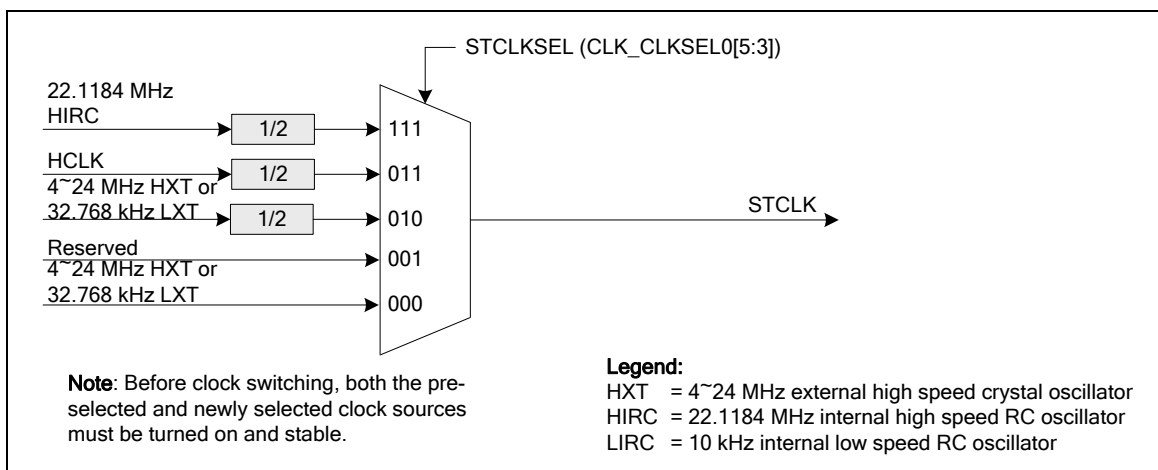 STCLKSEL (CLK_CLKSEL0[5:3])
22.1184 MHz
HIRC
1/2
111
HCLK
1/2
011
4~24 MHz HXT or
32.768 kHz LXT
1/2
010
STCLK
Reserved
001
4~24 MHz HXT or
32.768 kHz LXT
000
Note: Before clock switching, both the pre-
selected and newly selected clock sources
must be turned on and stable.
Legend:
HXT = 4~24 MHz external high speed crystal oscillator
HIRC = 22.1184 MHz internal high speed RC oscillator
LIRC = 10 kHz internal low speed RC oscillator